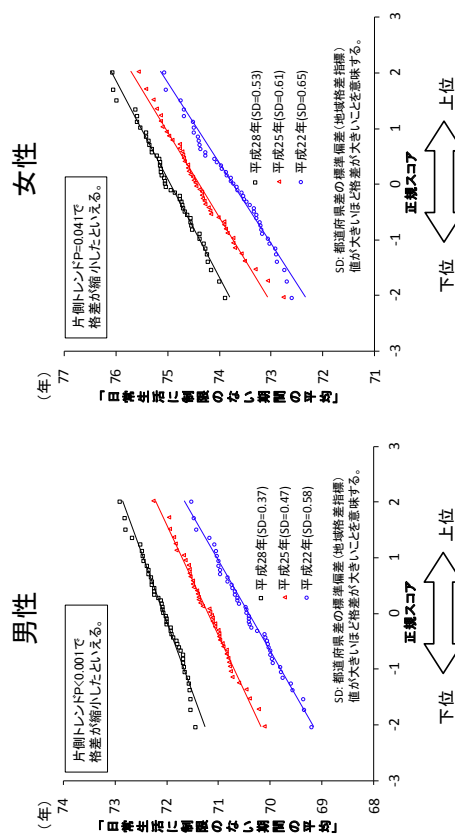 男性
(年)
「日常生活に制限のない期間の平均」
74
73
72
71
70
69
68
片側トレンドP<0.001で
格差が縮小したといえる。
平成28年(SD=0.37)
平成25年(SD=0.47)
平成22年(SD=0.58)
SD: 都道府県差の標準偏差(地域格差指標)
値が大きいほど格差が大きいことを意味する。
-3
-2
-1
0
1
2
3
正規スコア
下位
上位
女性
(年)
「日常生活に制限のない期間の平均」
77
76
75
74
73
72
71
片側トレンドP=0.041で
格差が縮小したといえる。
平成28年(SD=0.53)
平成25年(SD=0.61)
平成22年(SD=0.65)
SD: 都道府県差の標準偏差(地域格差指標)
値が大きいほど格差が大きいことを意味する。
-3
-2
-1
0
1
2
3
正規スコア
下位
上位